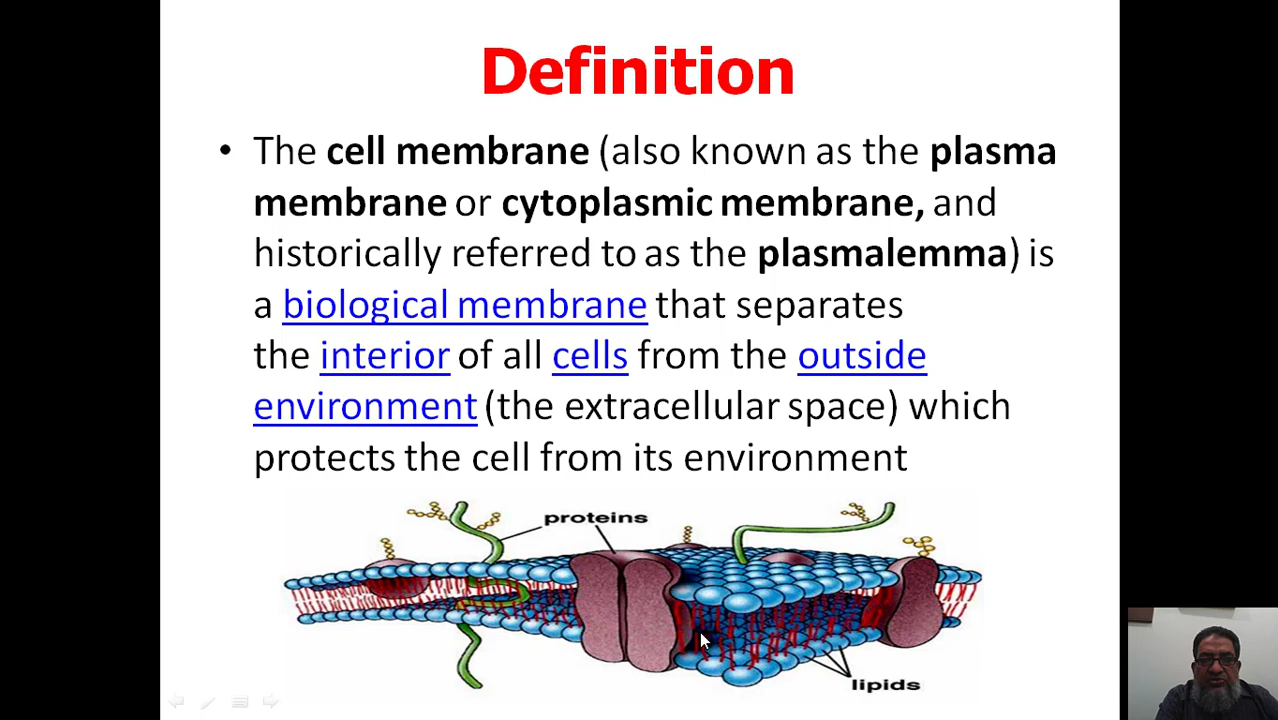 Definition
• The cell membrane (also known as the plasma
membrane or cytoplasmic membrane, and
historically referred to as the plasmalemma) is
a biological membrane that separates
the interior of all cells from the outside
environment (the extracellular space) which
protects the cell from its environment
proteins
lipids